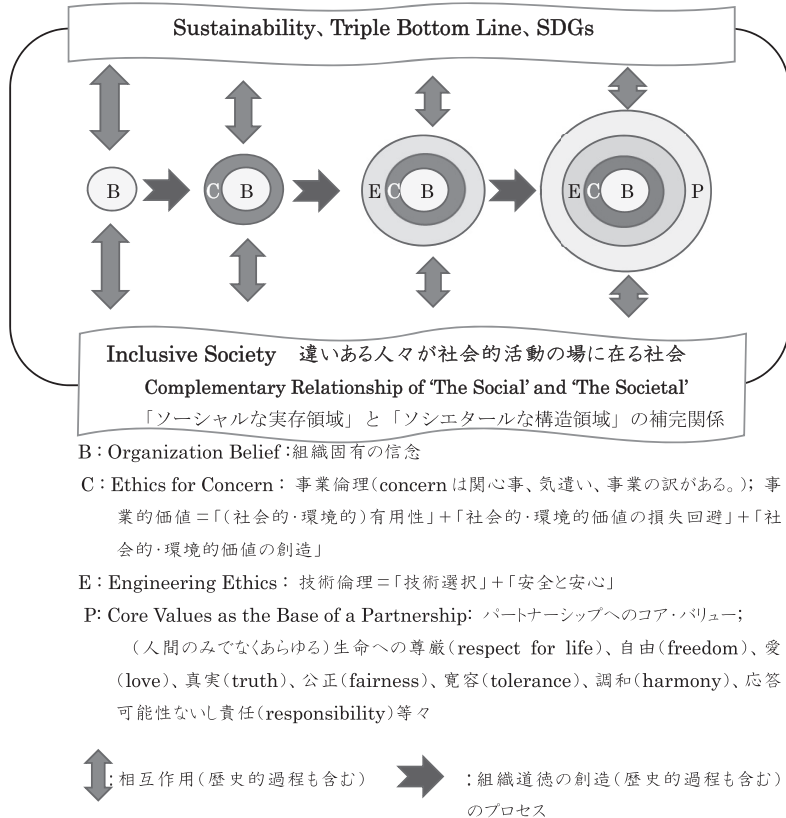 Sustainability、Triple Bottom Line、SDGs
B
C B
E C B
E C B P
Inclusive Society　違いある人々が社会的活動の場に在る社会
Complementary Relationship of ‘The Social’ and ‘The Societal’
「ソーシャルな実存領域」と「ソシエタールな構造領域」の補完関係
B：Organization Belief：組織固有の信念
C：Ethics for Concern：事業倫理（concern は関心事、気遣い、事業の訳がある。）；事
業的価値＝「（社会的・環境的）有用性」＋「社会的・環境的価値の損失回避」＋「社
会的・環境的価値の創造」
E：Engineering Ethics：技術倫理＝「技術選択」＋「安全と安心」
P：Core Values as the Base of a Partnership：パートナーシップへのコア・バリュー；
（人間のみでなくあらゆる）生命への尊厳（respect for life）、自由（freedom）、愛
（love）、真実（truth）、公正（fairness）、寛容（tolerance）、調和（harmony）、応答
可能性ないし責任（responsibility）等々
：相互作用（歴史的過程も含む）
：組織道徳の創造（歴史的過程も含む）
のプロセス